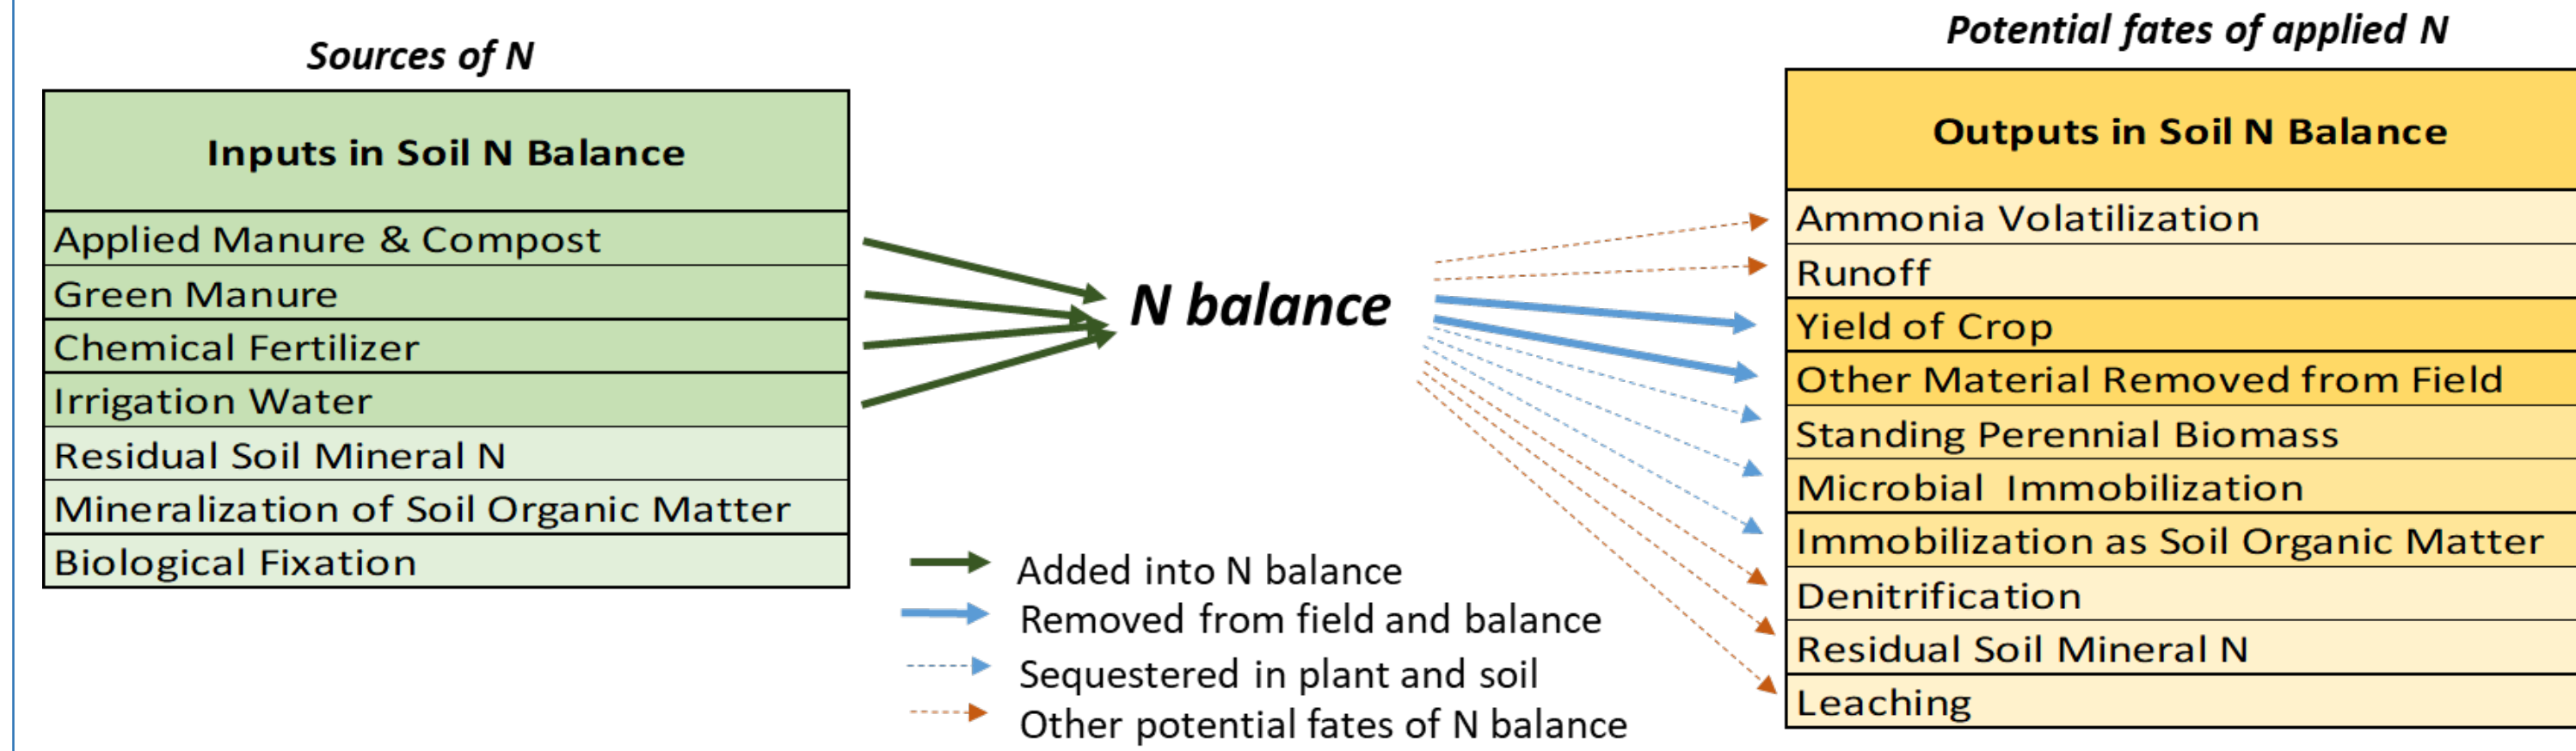 Sources of N
Inputs in Soil N Balance
Applied Manure & Compost
Green Manure
Chemical Fertilizer
Irrigation Water
Residual Soil Mineral N
Mineralization of Soil Organic Matter
Biological Fixation
N balance
Added into N balance
Removed from field and balance
Sequestered in plant and soil
Other potential fates of N balance
Potential fates of applied N
Outputs in Soil N Balance
Ammonia Volatilization
Runoff
Yield of Crop
Other Material Removed from Field
Standing Perennial Biomass
Microbial Immobilization
Immobilization as Soil Organic Matter
Denitrification
Residual Soil Mineral N
Leaching